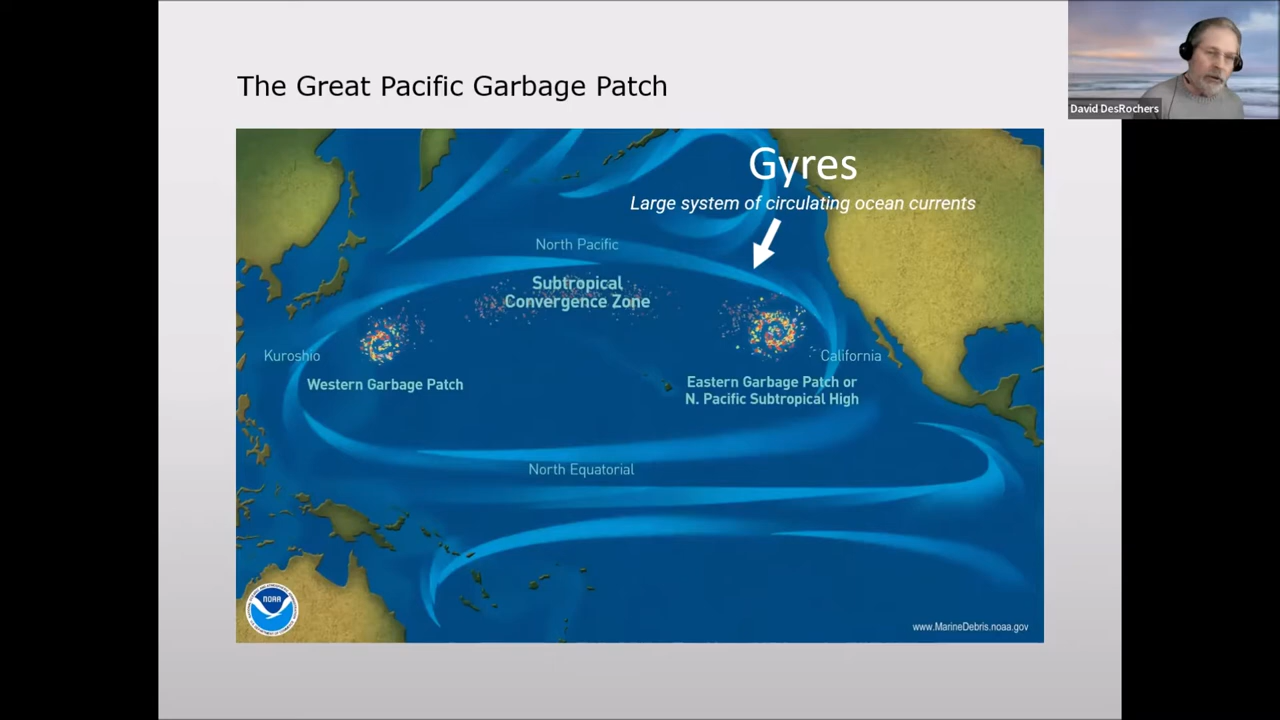 The Great Pacific Garbage Patch
David DesRochers
Gyres
Large system of circulating ocean currents
North Pacific
Subtropical
Convergence Zone
Kuroshio
California
Western Garbage Patch
Eastern Garbage Patch or
N. Pacific Subtropical High
North Equatorial
NOAA
www.MarineDebris.noaa.gov